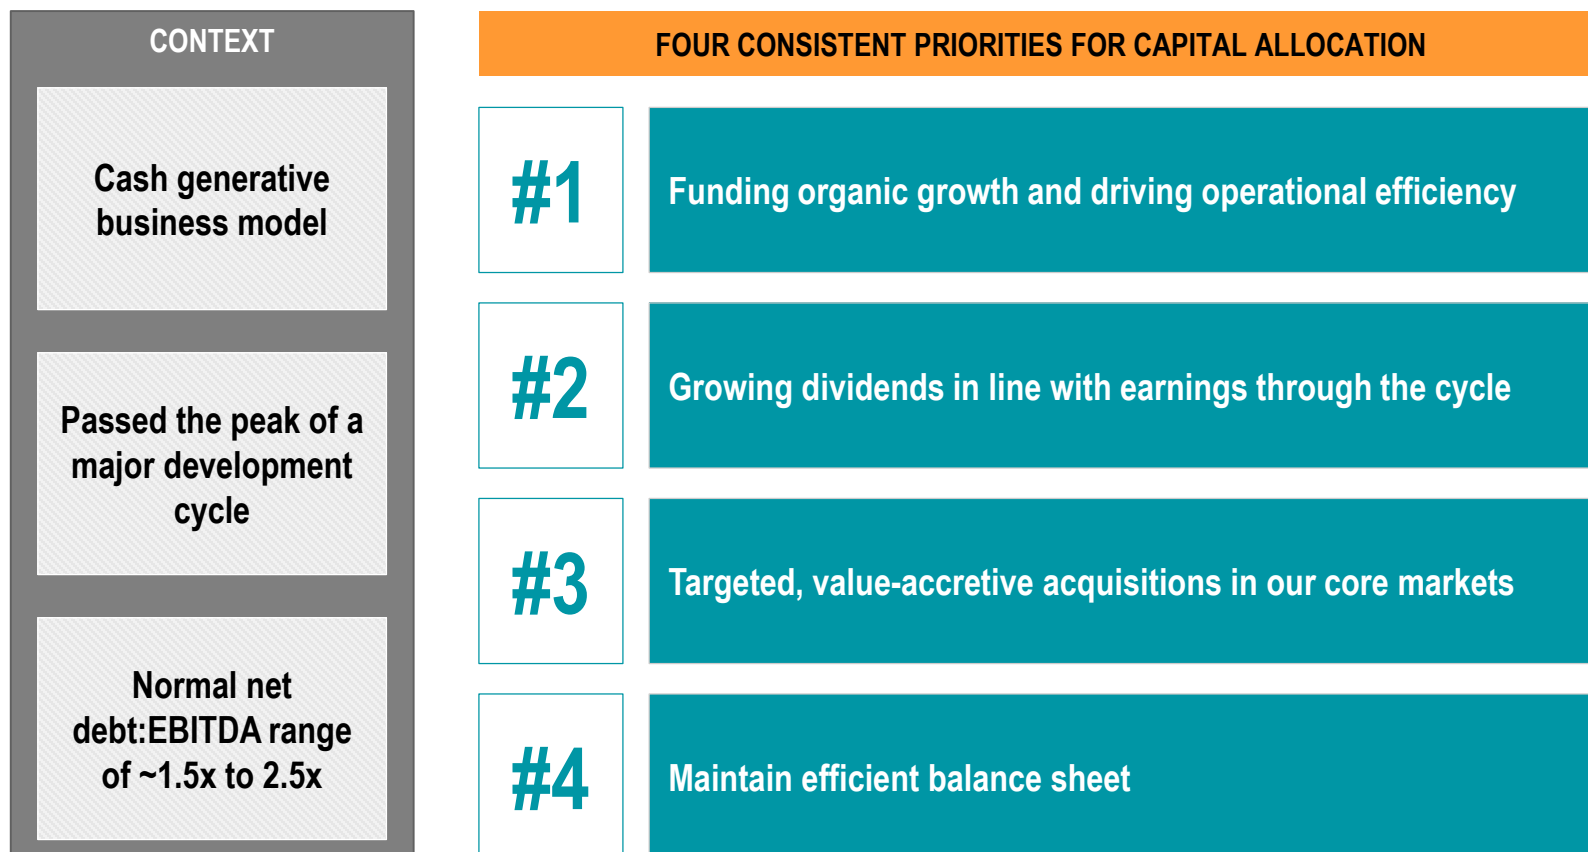 CONTEXT
Cash generative
business model
Passed the peak of a
major development
cycle
Normal net
debt:EBITDA range
of ~1.5x to 2.5x
FOUR CONSISTENT PRIORITIES FOR CAPITAL ALLOCATION
#1
Funding organic growth and driving operational efficiency
#2
Growing dividends in line with earnings through the cycle
#3
Targeted, value-accretive acquisitions in our core markets
#4
Maintain efficient balance sheet